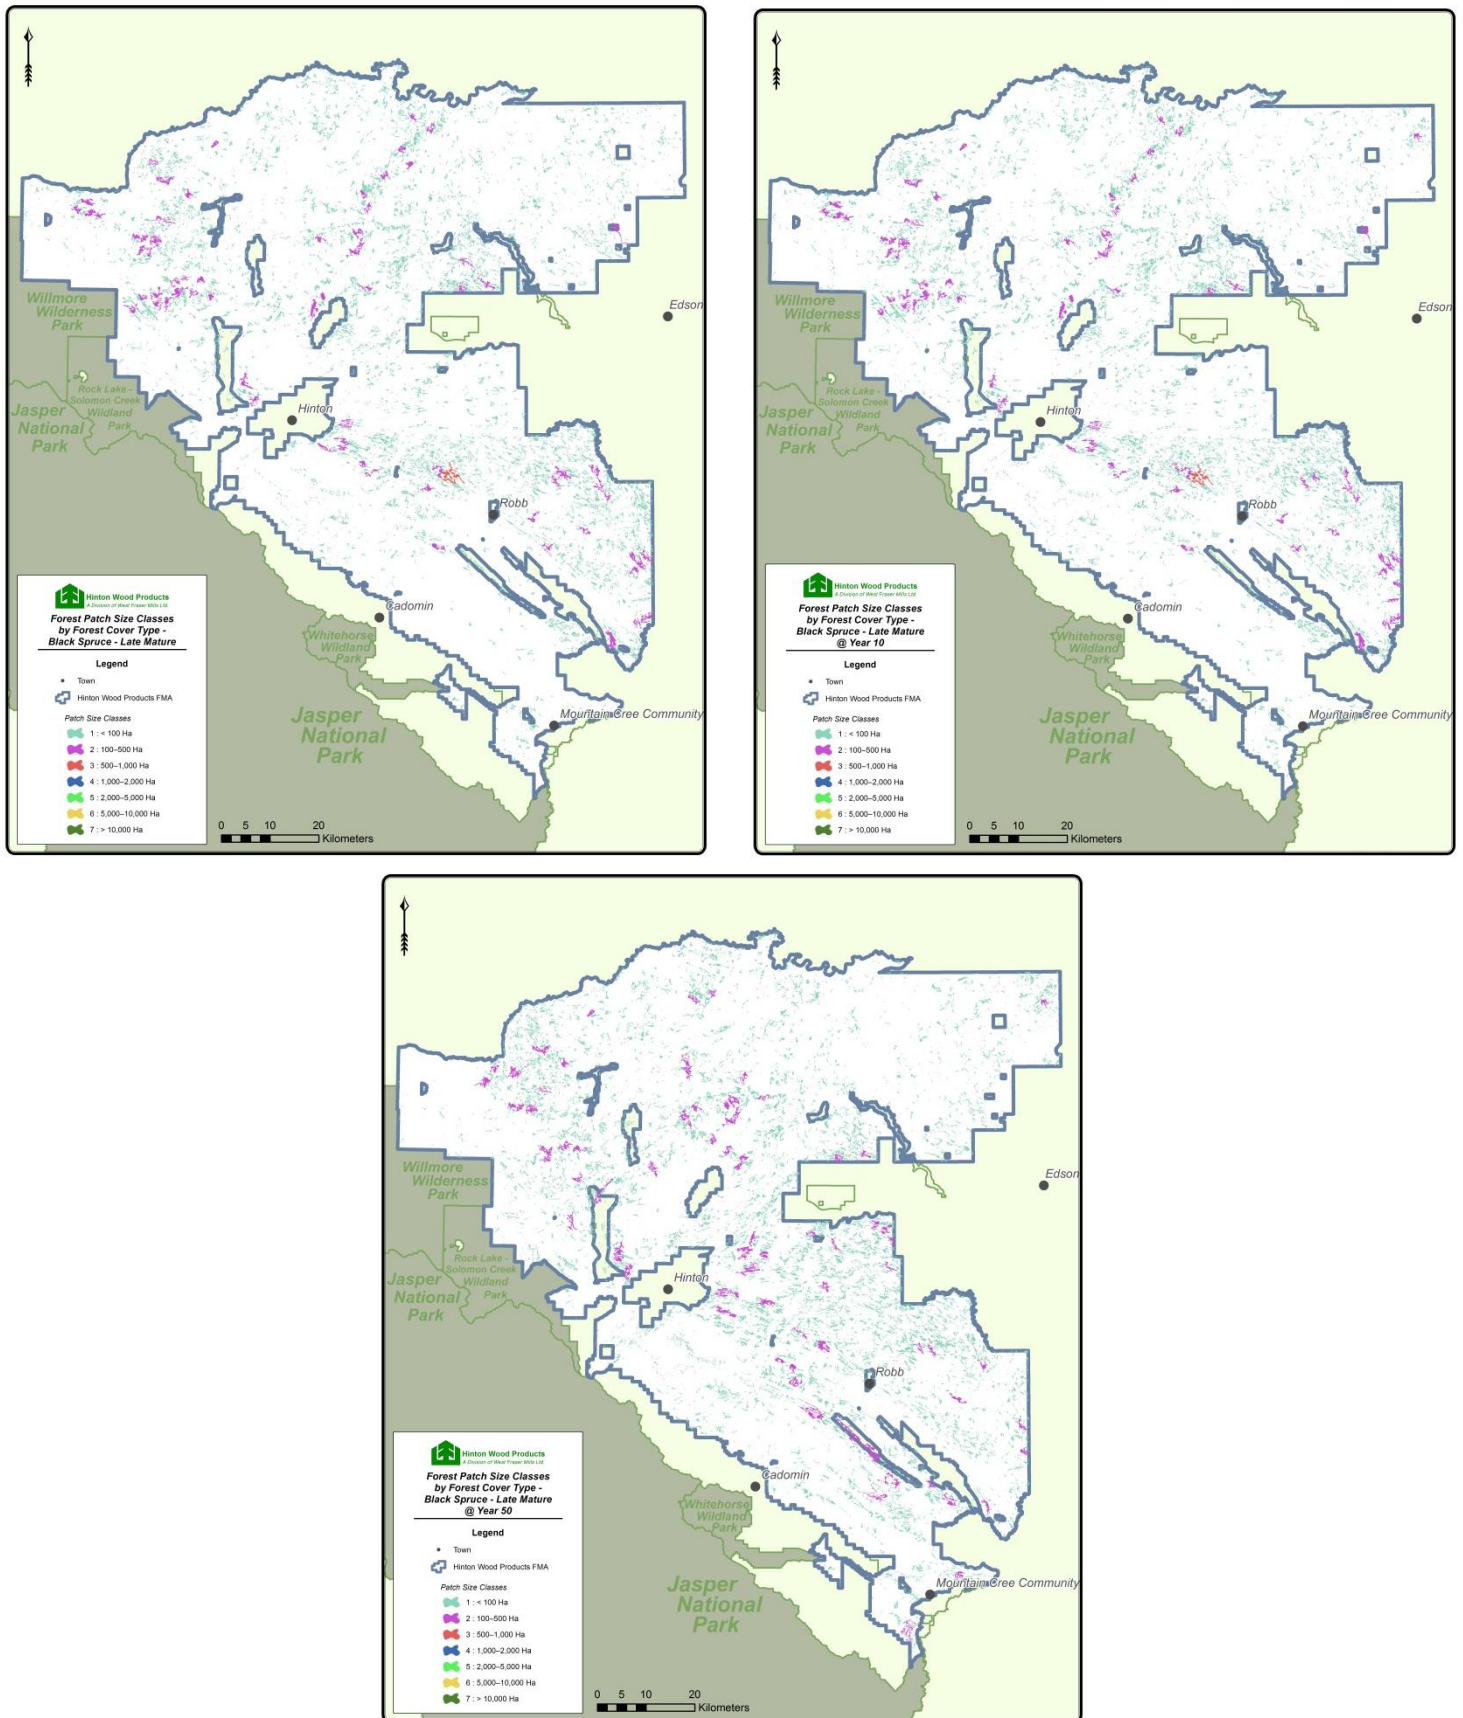 Willmore
Wilderness
Park
Edson
Rock Lake -
Solomon Creek
Wildland
Park
Jasper
National
Park
Hinton
Robb
Cadomin
Whitehorse
Wildland
Park
Jasper
National
Park
Mountain Cree Community
Hinton Wood Products
A Division of West Fraser Mills Ltd.
Forest Patch Size Classes
by Forest Cover Type -
Black Spruce - Late Mature
Legend
Town
Hinton Wood Products FMA
Patch Size Classes
1 : < 100 Ha
2 : 100–500 Ha
3 : 500–1,000 Ha
4 : 1,000–2,000 Ha
5 : 2,000–5,000 Ha
6 : 5,000–10,000 Ha
7 : > 10,000 Ha
0 5 10 20
Kilometers
Willmore
Wilderness
Park
Edson
Rock Lake -
Solomon Creek
Wildland
Park
Jasper
National
Park
Hinton
Robb
Cadomin
Whitehorse
Wildland
Park
Jasper
National
Park
Mountain Cree Community
Hinton Wood Products
A Division of West Fraser Mills Ltd.
Forest Patch Size Classes
by Forest Cover Type -
Black Spruce - Late Mature
@ Year 10
Legend
Town
Hinton Wood Products FMA
Patch Size Classes
1 : < 100 Ha
2 : 100–500 Ha
3 : 500–1,000 Ha
4 : 1,000–2,000 Ha
5 : 2,000–5,000 Ha
6 : 5,000–10,000 Ha
7 : > 10,000 Ha
0 5 10 20
Kilometers
Willmore
Wilderness
Park
Edson
Rock Lake -
Solomon Creek
Wildland
Park
Jasper
National
Park
Hinton
Robb
Cadomin
Whitehorse
Wildland
Park
Jasper
National
Park
Mountain Cree Community
Hinton Wood Products
A Division of West Fraser Mills Ltd.
Forest Patch Size Classes
by Forest Cover Type -
Black Spruce - Late Mature
@ Year 50
Legend
Town
Hinton Wood Products FMA
Patch Size Classes
1 : < 100 Ha
2 : 100–500 Ha
3 : 500–1,000 Ha
4 : 1,000–2,000 Ha
5 : 2,000–5,000 Ha
6 : 5,000–10,000 Ha
7 : > 10,000 Ha
0 5 10 20
Kilometers